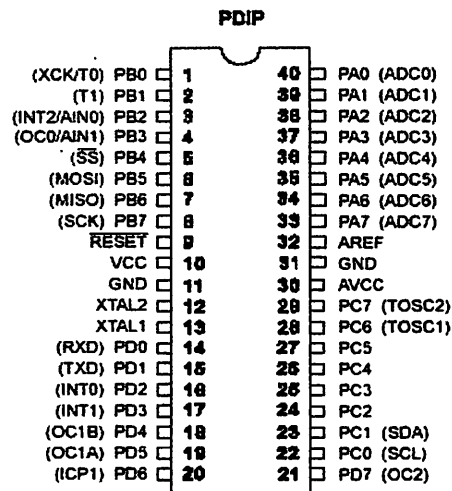 PDIP
(XCK/T0) PB0 1 40 PA0 (ADC0)
(T1) PB1 2 39 PA1 (ADC1)
(INT2/AIN0) PB2 3 38 PA2 (ADC2)
(OC0/AIN1) PB3 4 37 PA3 (ADC3)
(SS) PB4 5 36 PA4 (ADC4)
(MOSI) PB5 6 35 PA5 (ADC5)
(MISO) PB6 7 34 PA6 (ADC6)
(SCK) PB7 8 33 PA7 (ADC7)
RESET 9 32 AREF
VCC 10 31 GND
GND 11 30 AVCC
XTAL2 12 29 PC7 (TOSC2)
XTAL1 13 28 PC6 (TOSC1)
(RXD) PD0 14 27 PC5
(TXD) PD1 15 26 PC4
(INT0) PD2 16 25 PC3
(INT1) PD3 17 24 PC2
(OC1B) PD4 18 23 PC1 (SDA)
(OC1A) PD5 19 22 PC0 (SCL)
(ICP1) PD6 20 21 PD7 (OC2)